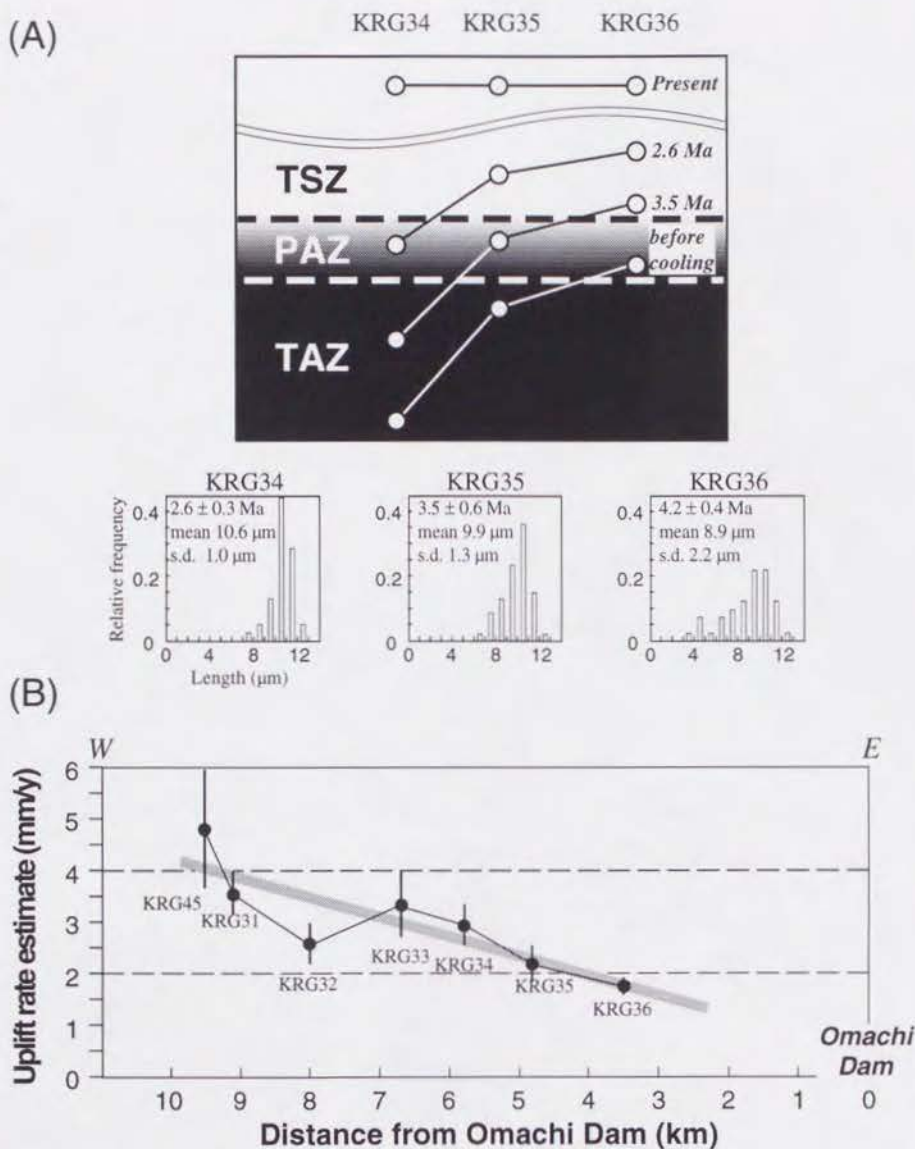 (A)
KRG34 KRG35 KRG36
Present
2.6 Ma
TSZ
3.5 Ma
PAZ
before
cooling
TAZ
KRG34
0.4
0.2
0
2.6 ± 0.3 Ma
mean 10.6 μm
s.d. 1.0 μm
Relative frequency
0 4 8 12
Length (μm)
KRG35
0.4
0.2
0
3.5 ± 0.6 Ma
mean 9.9 μm
s.d. 1.3 μm
0 4 8 12
KRG36
0.4
0.2
0
4.2 ± 0.4 Ma
mean 8.9 μm
s.d. 2.2 μm
0 4 8 12
(B)
W E
6
5
4
3
2
1
0
Uplift rate estimate (mm/y)
KRG45
KRG31
KRG32
KRG33
KRG34
KRG35
KRG36
Omachi
Dam
10 9 8 7 6 5 4 3 2 1 0
Distance from Omachi Dam (km)